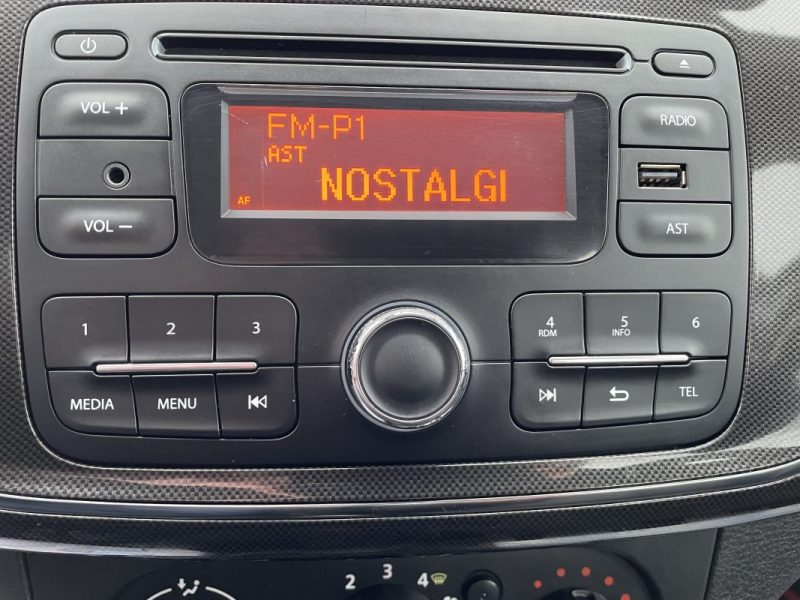 VOL +
VOL −
FM-P1
AST
NOSTALGI
AF
RADIO
AST
1
2
3
MEDIA
MENU
4
RDM
5
INFO
6
TEL
2
3
4